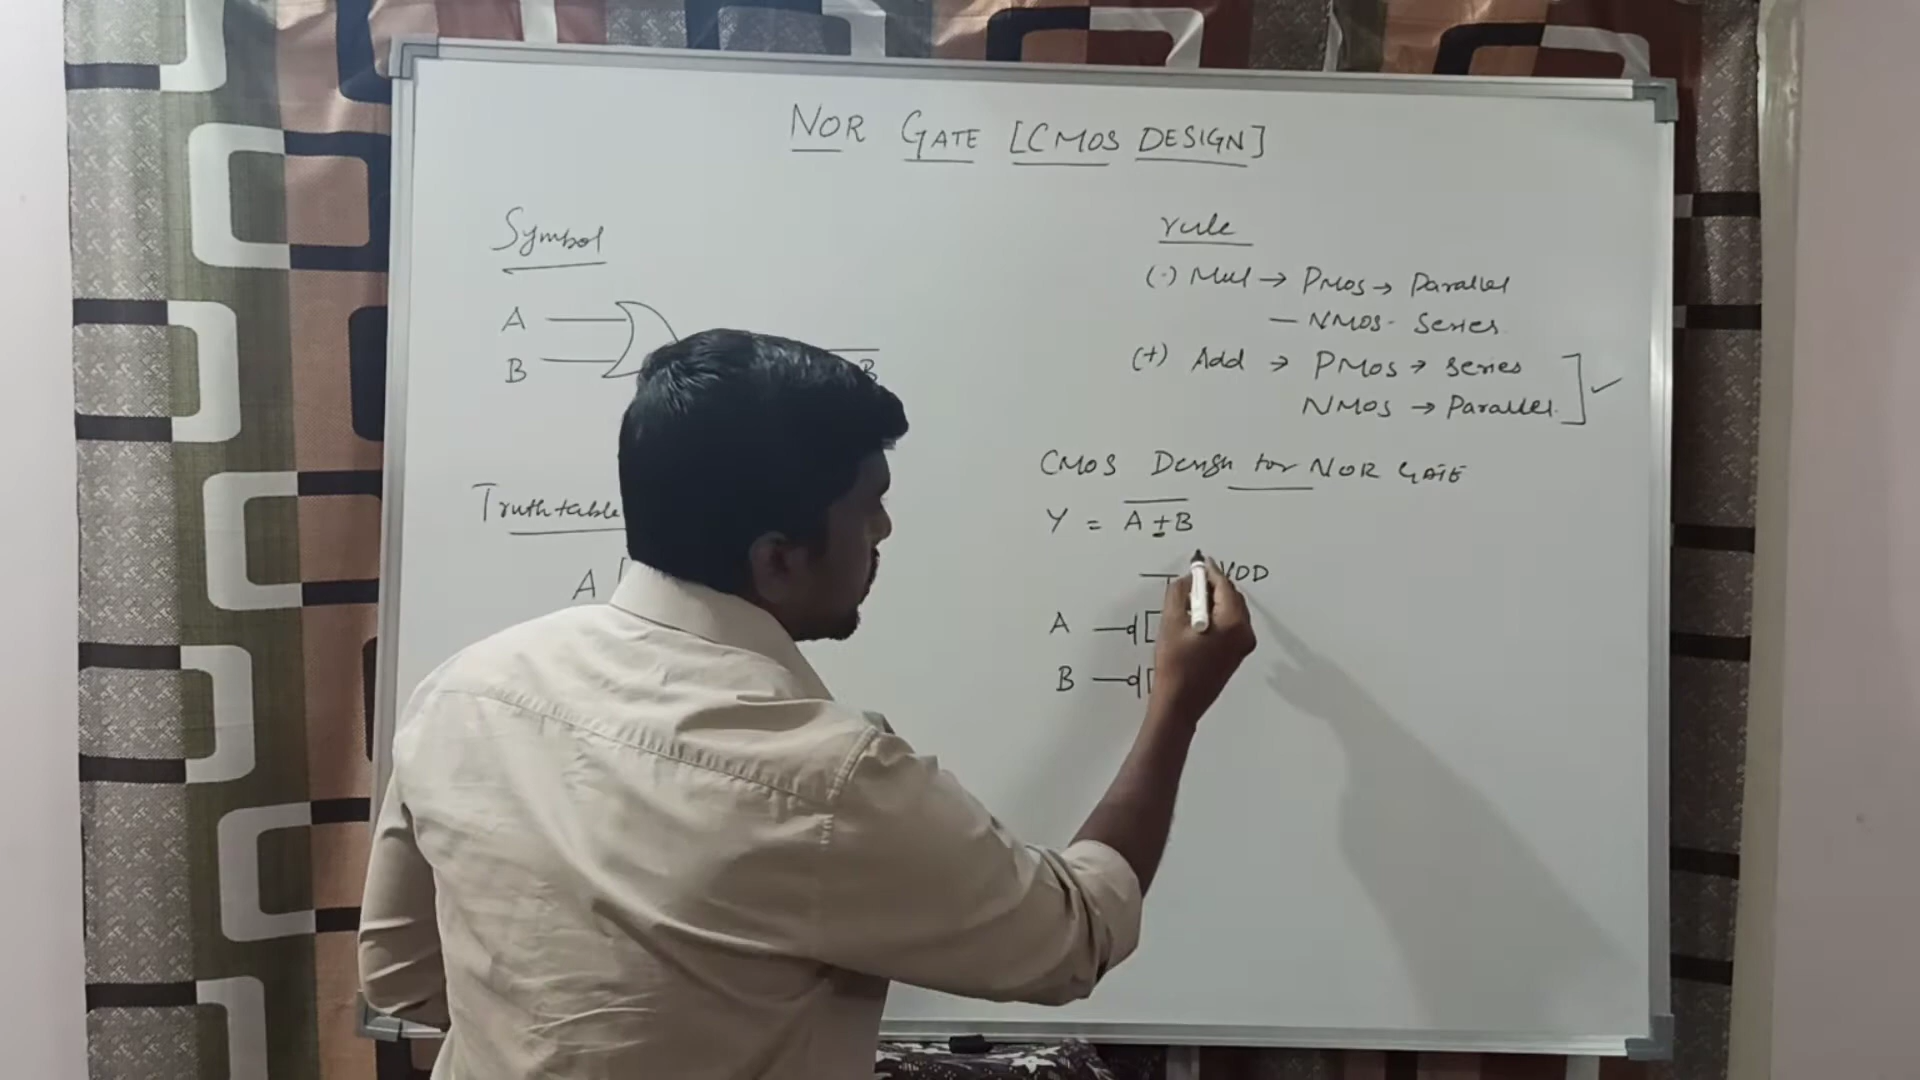 NOR GATE [CMOS DESIGN]
Symbol
A
B
B
Truthtable
A
rule
(·) Mul → PMOS → Parallel
— NMOS - Series
(+) Add → PMOS → Series
NMOS → Parallel
CMOS Design for NOR GATE
Y = \overline{A + B}
VDD
A
B